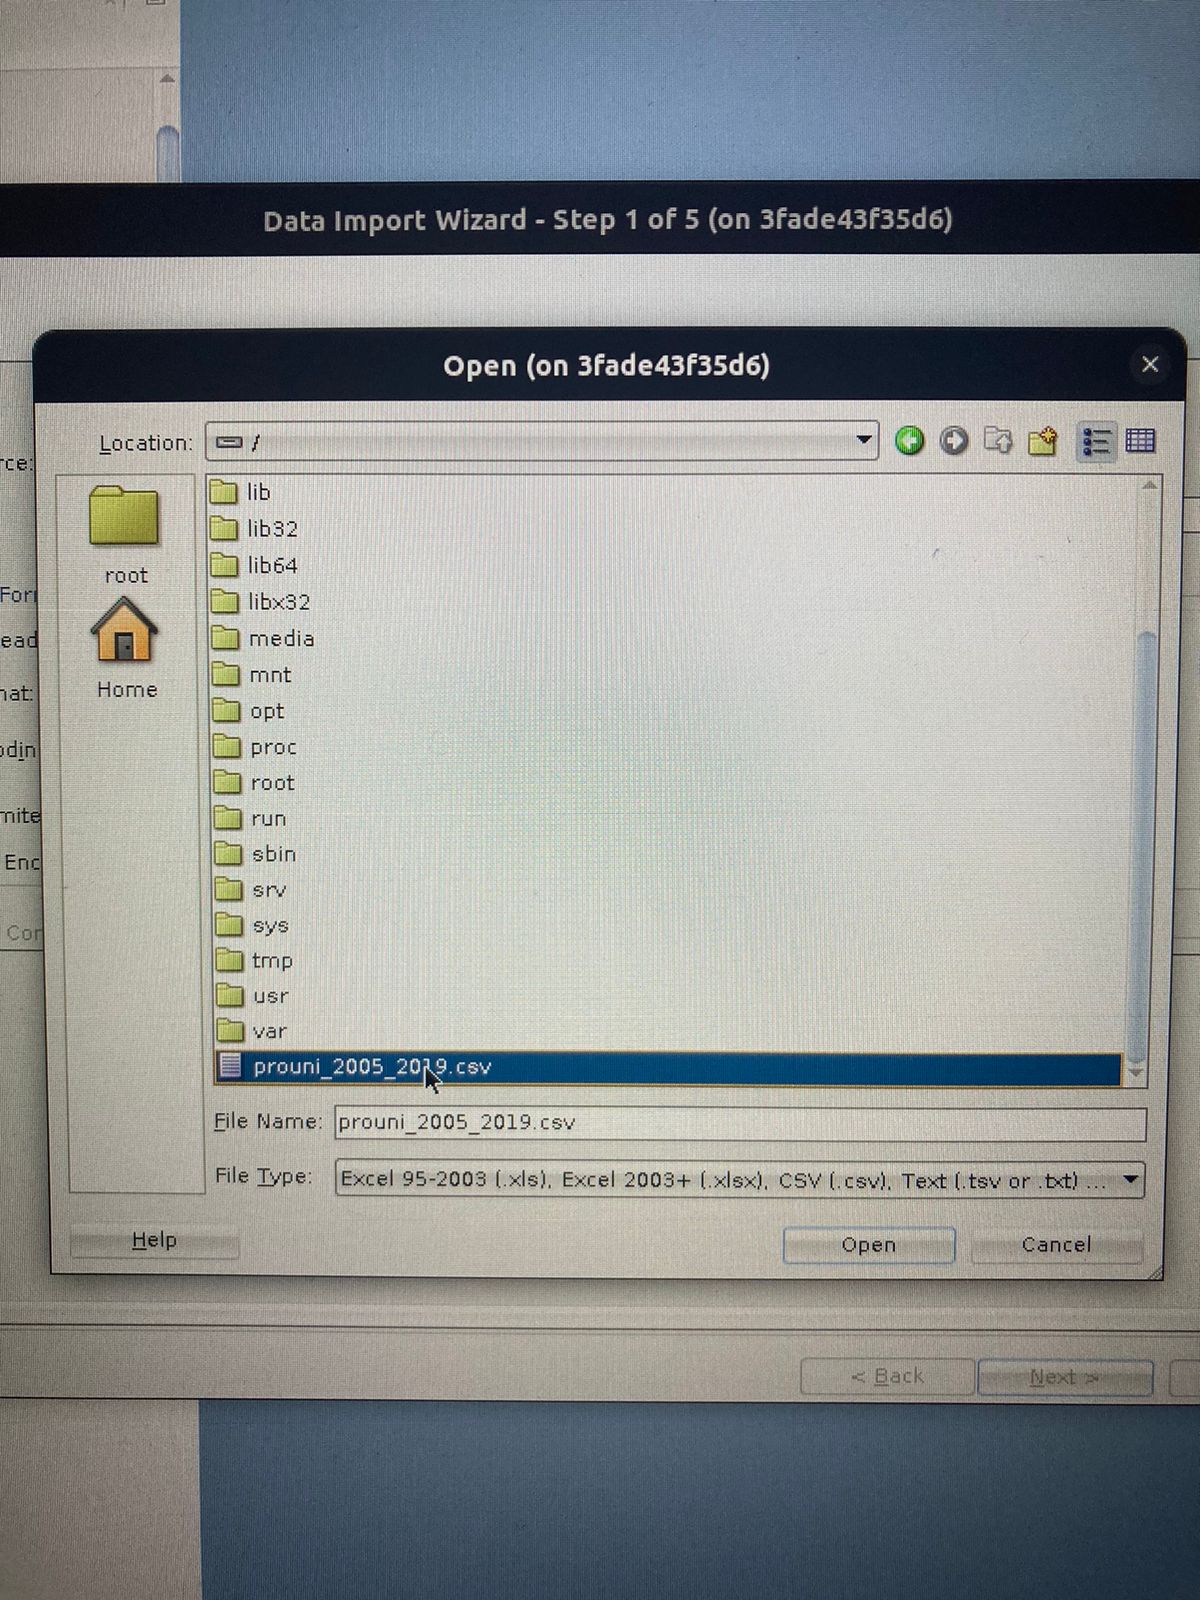 Data Import Wizard - Step 1 of 5 (on 3fade43f35d6)
Open (on 3fade43f35d6)
Location: /
rce:
root
Home
For
ead
nat:
odin
mite
Enc
Cor
lib
lib32
lib64
libx32
media
mnt
opt
proc
root
run
sbin
srv
sys
tmp
usr
var
prouni_2005_2019.csv
File Name: prouni_2005_2019.csv
File Type: Excel 95-2003 (.xls), Excel 2003+ (.xlsx), CSV (.csv), Text (.tsv or .txt) ...
Help
Open
Cancel
< Back
Next >